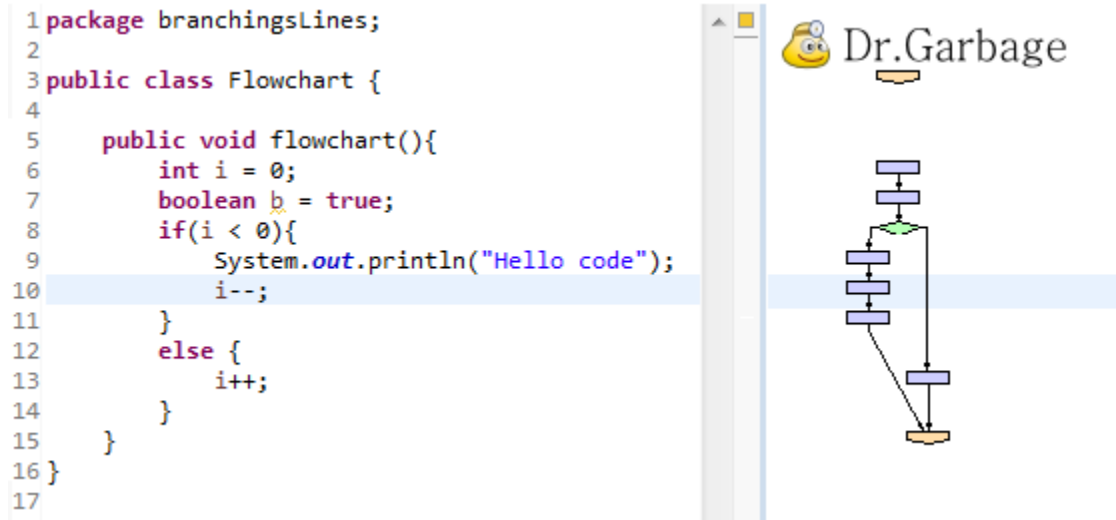 1 package branchingsLines;
2
3 public class Flowchart {
4
5 public void flowchart(){
6 int i = 0;
7 boolean b = true;
8 if(i < 0){
9 System.out.println("Hello code");
10 i--;
11 }
12 else {
13 i++;
14 }
15 }
16 }
17
Dr.Garbage